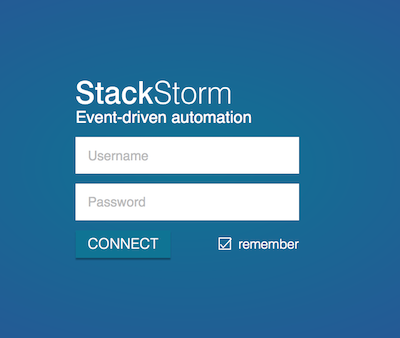 StackStorm
Event-driven automation
Username
Password
CONNECT
remember